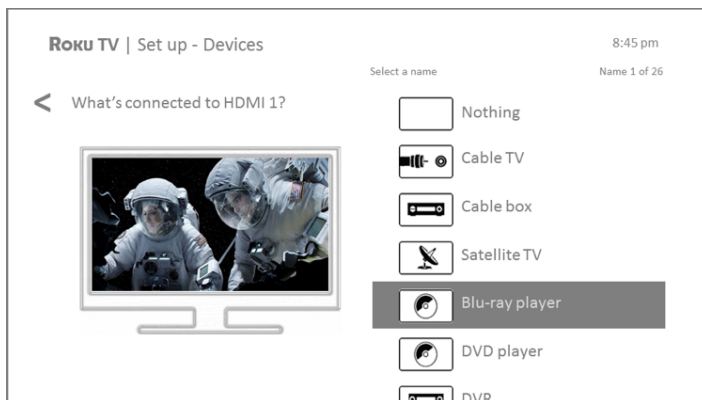 ROKU TV | Set up - Devices
8:45 pm
Select a name
Name 1 of 26
< What's connected to HDMI 1?
Nothing
Cable TV
Cable box
Satellite TV
Blu-ray player
DVD player
DVR